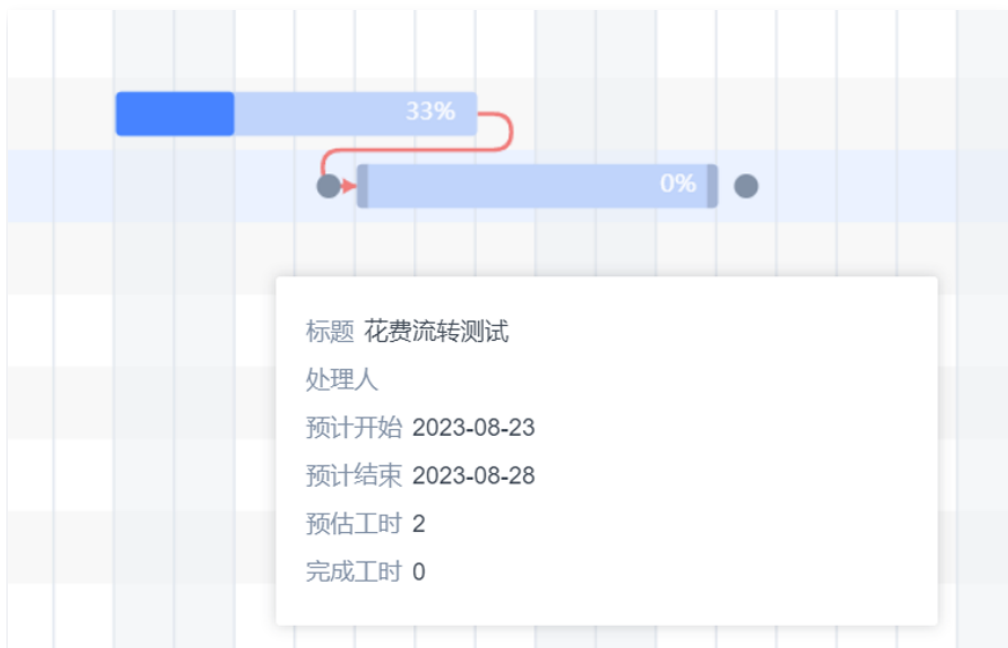 33%
0%
标题 花费流转测试
处理人
预计开始 2023-08-23
预计结束 2023-08-28
预估工时 2
完成工时 0